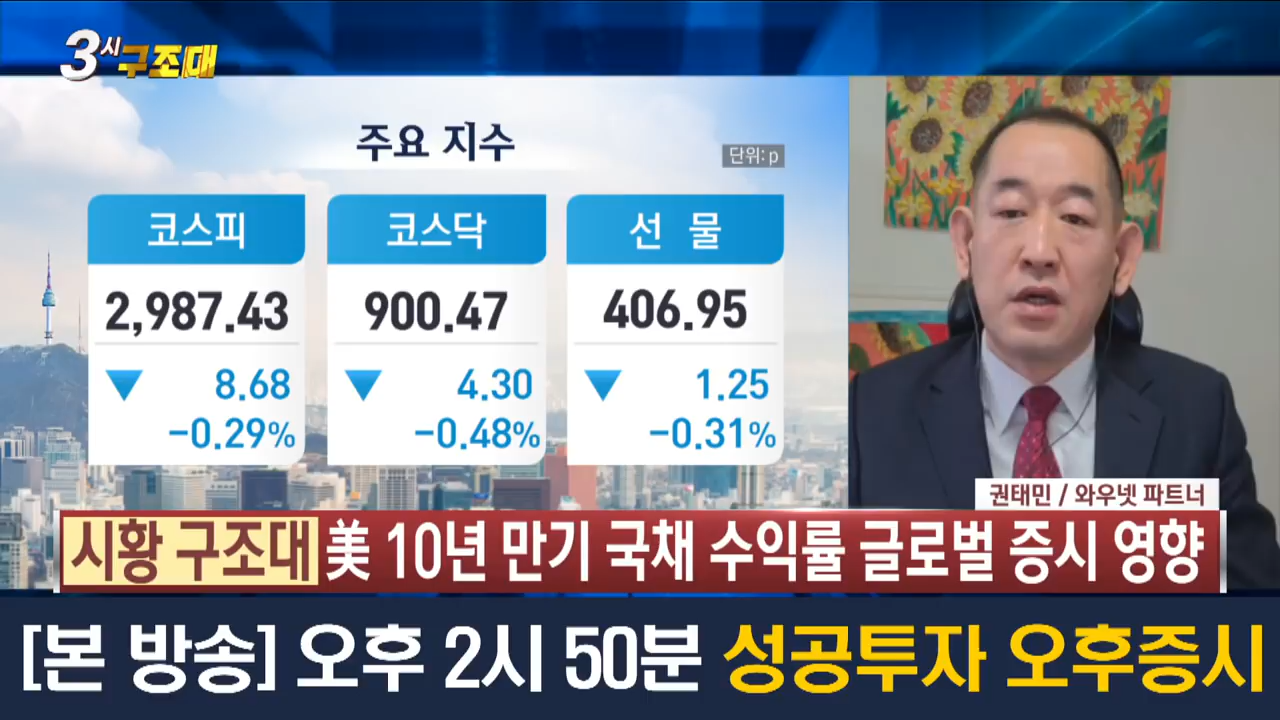 3시 구조대
주요 지수
단위: p
코스피
2,987.43
▼ 8.68
-0.29%
코스닥
900.47
▼ 4.30
-0.48%
선 물
406.95
▼ 1.25
-0.31%
권태민 / 와우넷 파트너
시황 구조대 美 10년 만기 국채 수익률 글로벌 증시 영향
[본 방송] 오후 2시 50분 성공투자 오후증시